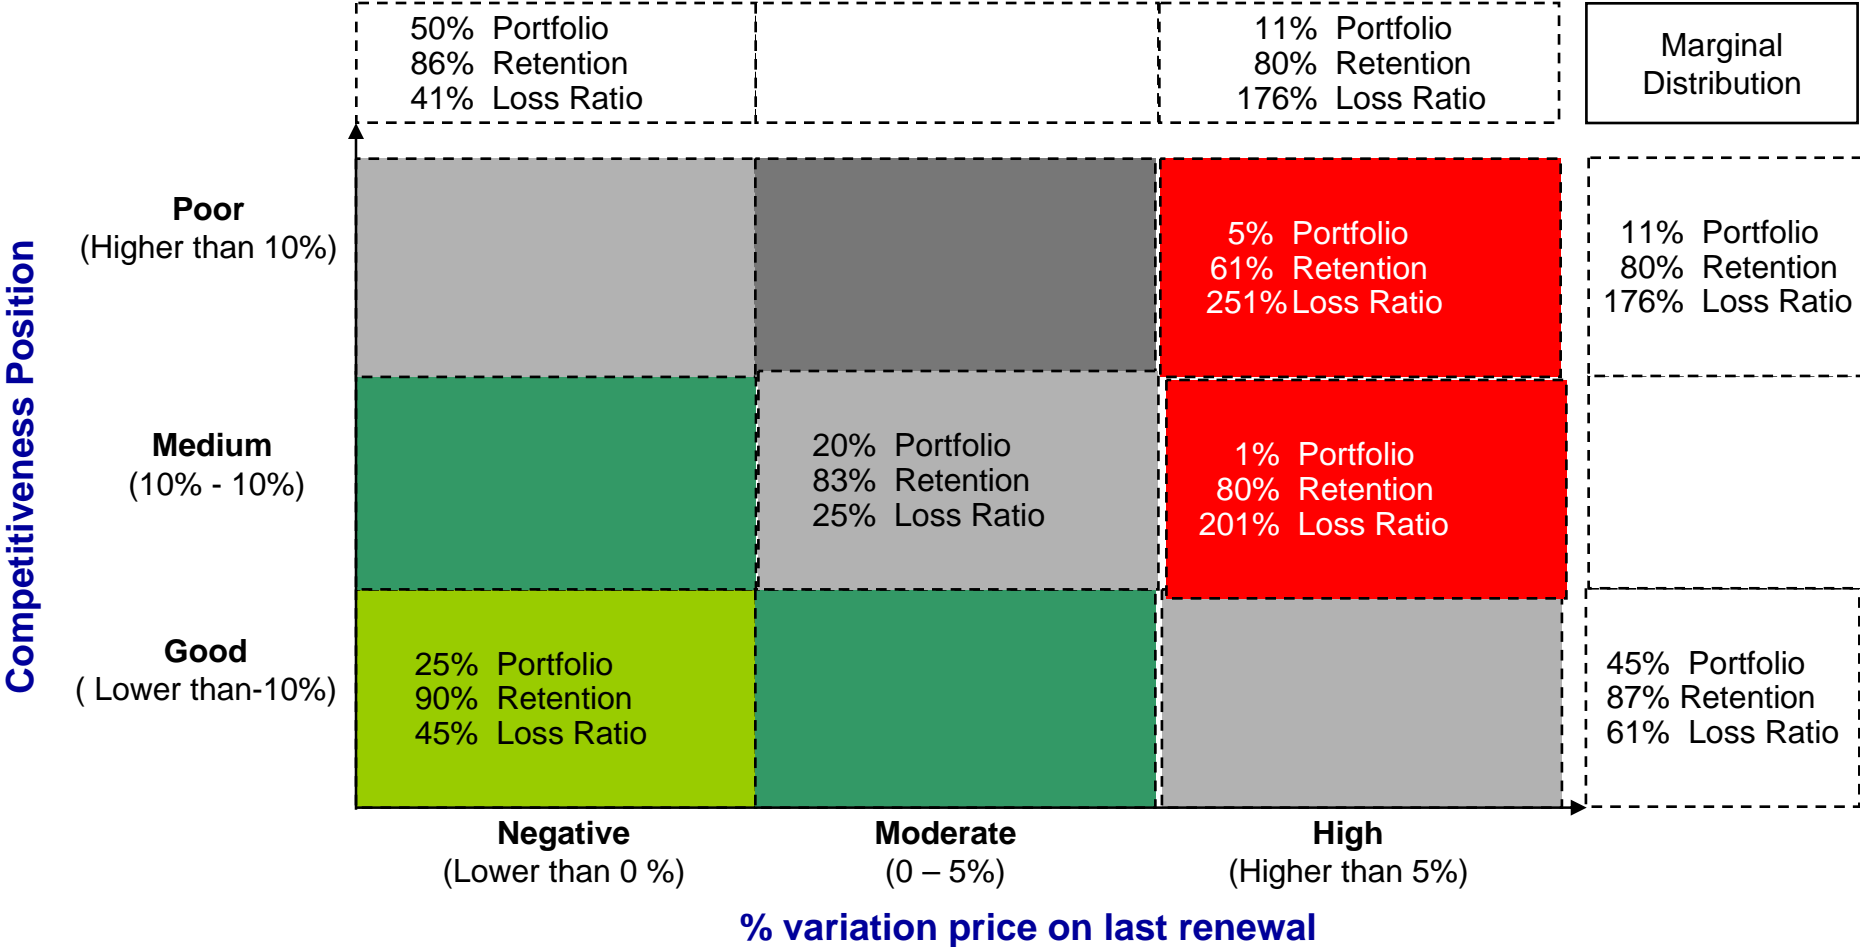 50% Portfolio
86% Retention
41% Loss Ratio
11% Portfolio
80% Retention
176% Loss Ratio
Marginal
Distribution
Competitiveness Position
Poor
(Higher than 10%)
5% Portfolio
61% Retention
251% Loss Ratio
11% Portfolio
80% Retention
176% Loss Ratio
Medium
(10% - 10%)
20% Portfolio
83% Retention
25% Loss Ratio
1% Portfolio
80% Retention
201% Loss Ratio
Good
( Lower than-10%)
25% Portfolio
90% Retention
45% Loss Ratio
45% Portfolio
87% Retention
61% Loss Ratio
Negative
(Lower than 0 %)
Moderate
(0 – 5%)
High
(Higher than 5%)
% variation price on last renewal